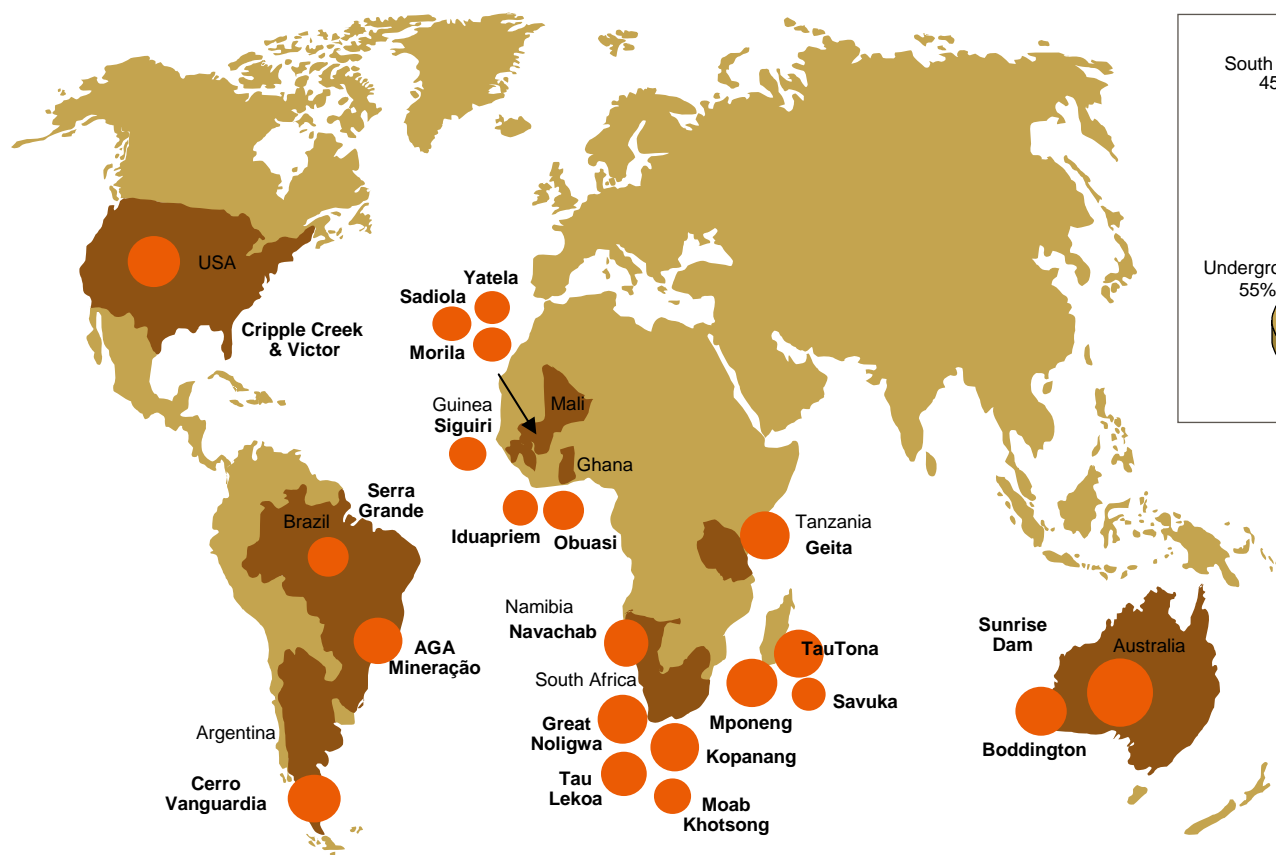 South
45
Undergro
55%
USA
Cripple Creek
& Victor
Yatela
Sadiola
Morila
Guinea
Siguiri
Mali
Ghana
Iduapriem
Obuasi
Serra
Grande
Brazil
AGA
Mineração
Argentina
Cerro
Vanguardia
Tanzania
Geita
Namibia
Navachab
South Africa
TauTona
Savuka
Mponeng
Great
Noligwa
Kopanang
Tau
Lekoa
Moab
Khotsong
Sunrise
Dam
Australia
Boddington